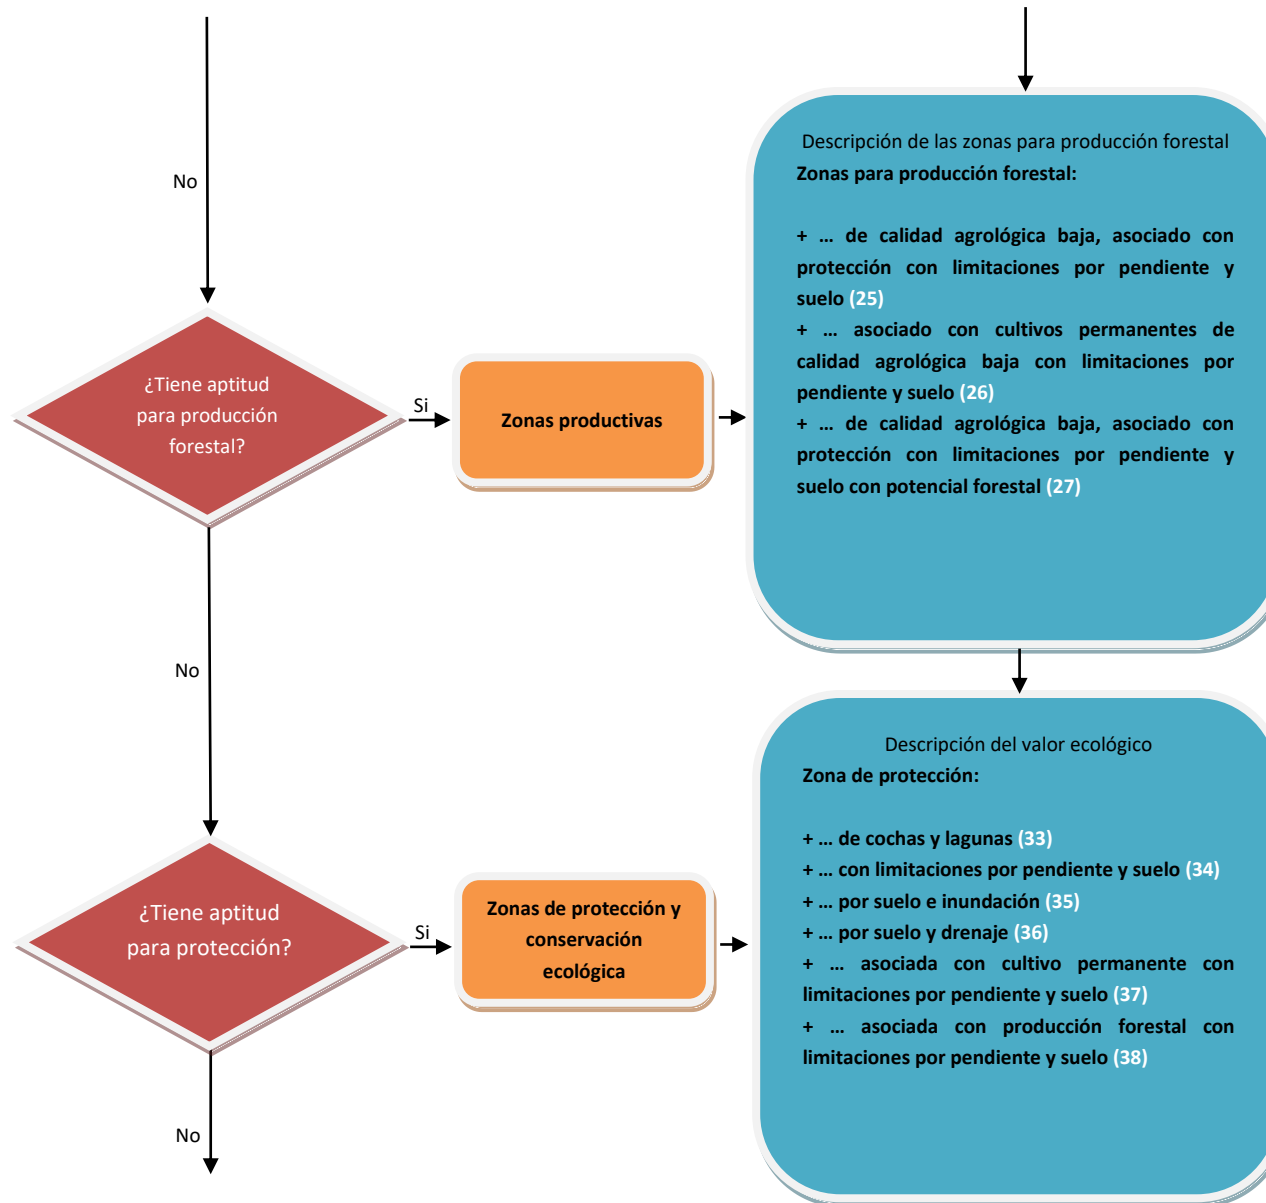 No
Descripción de las zonas para producción forestal
Zonas para producción forestal:
+ ... de calidad agrológica baja, asociado con
protección con limitaciones por pendiente y
suelo (25)
+ ... asociado con cultivos permanentes de
calidad agrológica baja con limitaciones por
pendiente y suelo (26)
+ ... de calidad agrológica baja, asociado con
protección con limitaciones por pendiente y
suelo con potencial forestal (27)
¿Tiene aptitud
para producción
forestal?
Si
Zonas productivas
No
Descripción del valor ecológico
Zona de protección:
+ ... de cochas y lagunas (33)
+ ... con limitaciones por pendiente y suelo (34)
+ ... por suelo e inundación (35)
+ ... por suelo y drenaje (36)
+ ... asociada con cultivo permanente con
limitaciones por pendiente y suelo (37)
+ ... asociada con producción forestal con
limitaciones por pendiente y suelo (38)
¿Tiene aptitud
para protección?
Si
Zonas de protección y
conservación
ecológica
No